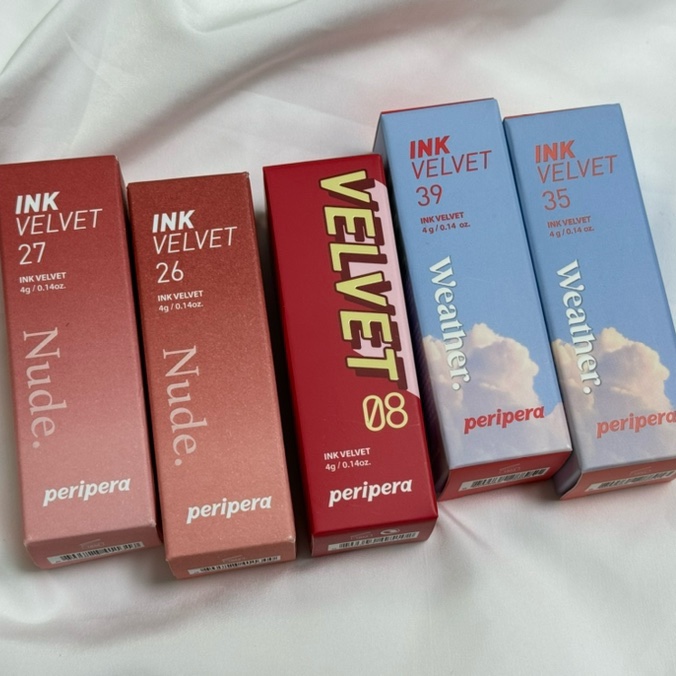 INK
VELVET
27
INK VELVET
4g / 0.14oz.
Nude.
peripera
INK
VELVET
26
INK VELVET
4g / 0.14oz.
Nude.
peripera
VELVET
08
INK VELVET
4g / 0.14oz.
peripera
INK
VELVET
39
INK VELVET
4 g / 0.14 oz.
Weather.
peripera
INK
VELVET
35
INK VELVET
4 g / 0.14 oz.
Weather.
peripera